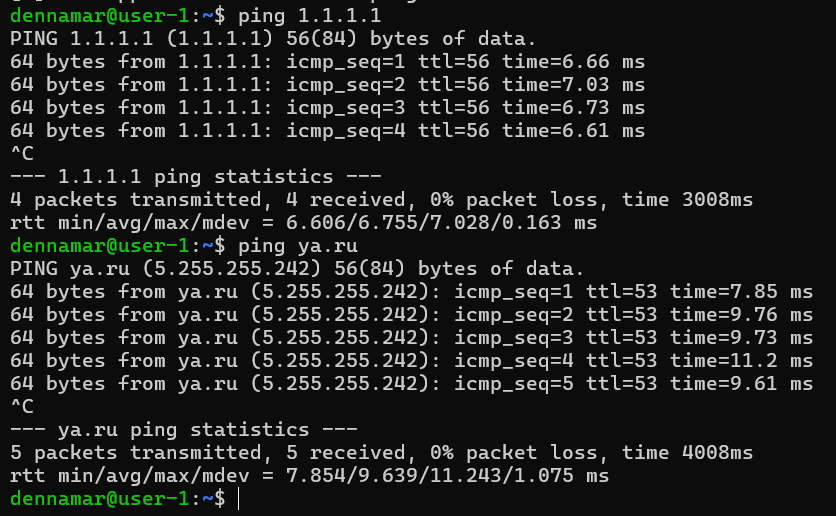 dennamar@user-1:~$ ping 1.1.1.1
PING 1.1.1.1 (1.1.1.1) 56(84) bytes of data.
64 bytes from 1.1.1.1: icmp_seq=1 ttl=56 time=6.66 ms
64 bytes from 1.1.1.1: icmp_seq=2 ttl=56 time=7.03 ms
64 bytes from 1.1.1.1: icmp_seq=3 ttl=56 time=6.73 ms
64 bytes from 1.1.1.1: icmp_seq=4 ttl=56 time=6.61 ms
^C
--- 1.1.1.1 ping statistics ---
4 packets transmitted, 4 received, 0% packet loss, time 3008ms
rtt min/avg/max/mdev = 6.606/6.755/7.028/0.163 ms
dennamar@user-1:~$ ping ya.ru
PING ya.ru (5.255.255.242) 56(84) bytes of data.
64 bytes from ya.ru (5.255.255.242): icmp_seq=1 ttl=53 time=7.85 ms
64 bytes from ya.ru (5.255.255.242): icmp_seq=2 ttl=53 time=9.76 ms
64 bytes from ya.ru (5.255.255.242): icmp_seq=3 ttl=53 time=9.73 ms
64 bytes from ya.ru (5.255.255.242): icmp_seq=4 ttl=53 time=11.2 ms
64 bytes from ya.ru (5.255.255.242): icmp_seq=5 ttl=53 time=9.61 ms
^C
--- ya.ru ping statistics ---
5 packets transmitted, 5 received, 0% packet loss, time 4008ms
rtt min/avg/max/mdev = 7.854/9.639/11.243/1.075 ms
dennamar@user-1:~$